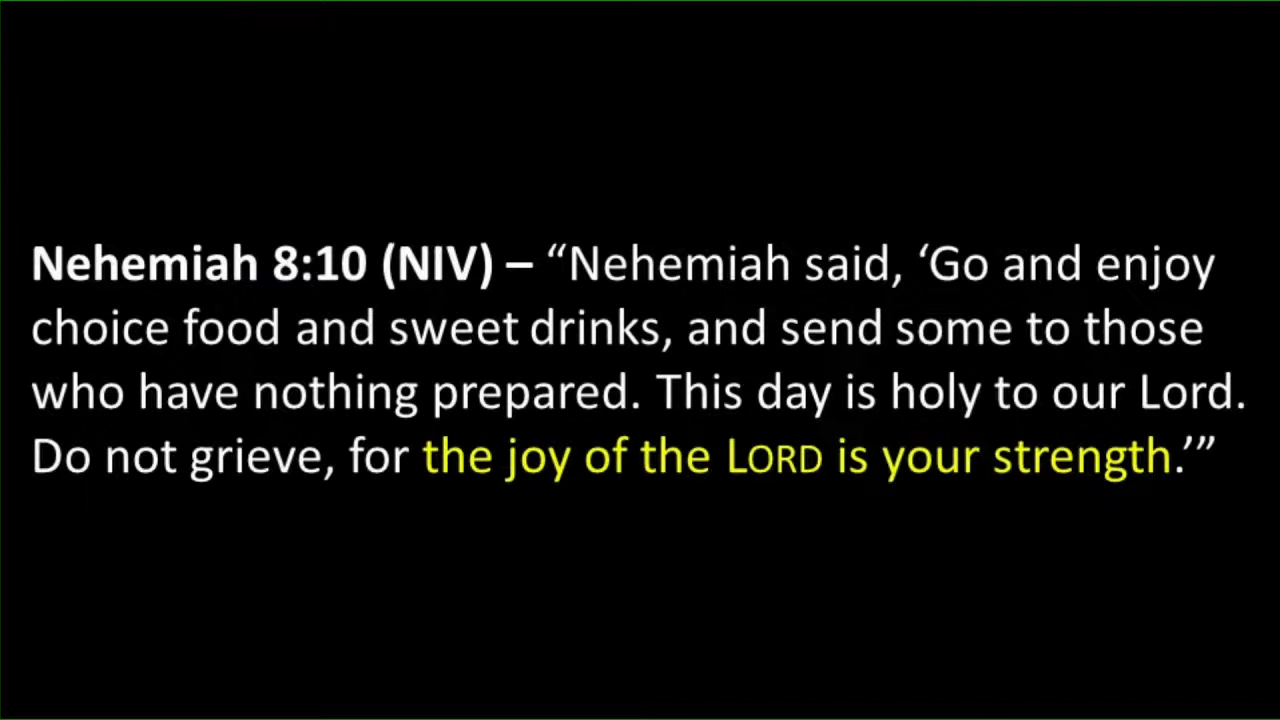 Nehemiah 8:10 (NIV) – “Nehemiah said, ‘Go and enjoy
choice food and sweet drinks, and send some to those
who have nothing prepared. This day is holy to our Lord.
Do not grieve, for the joy of the LORD is your strength.’”